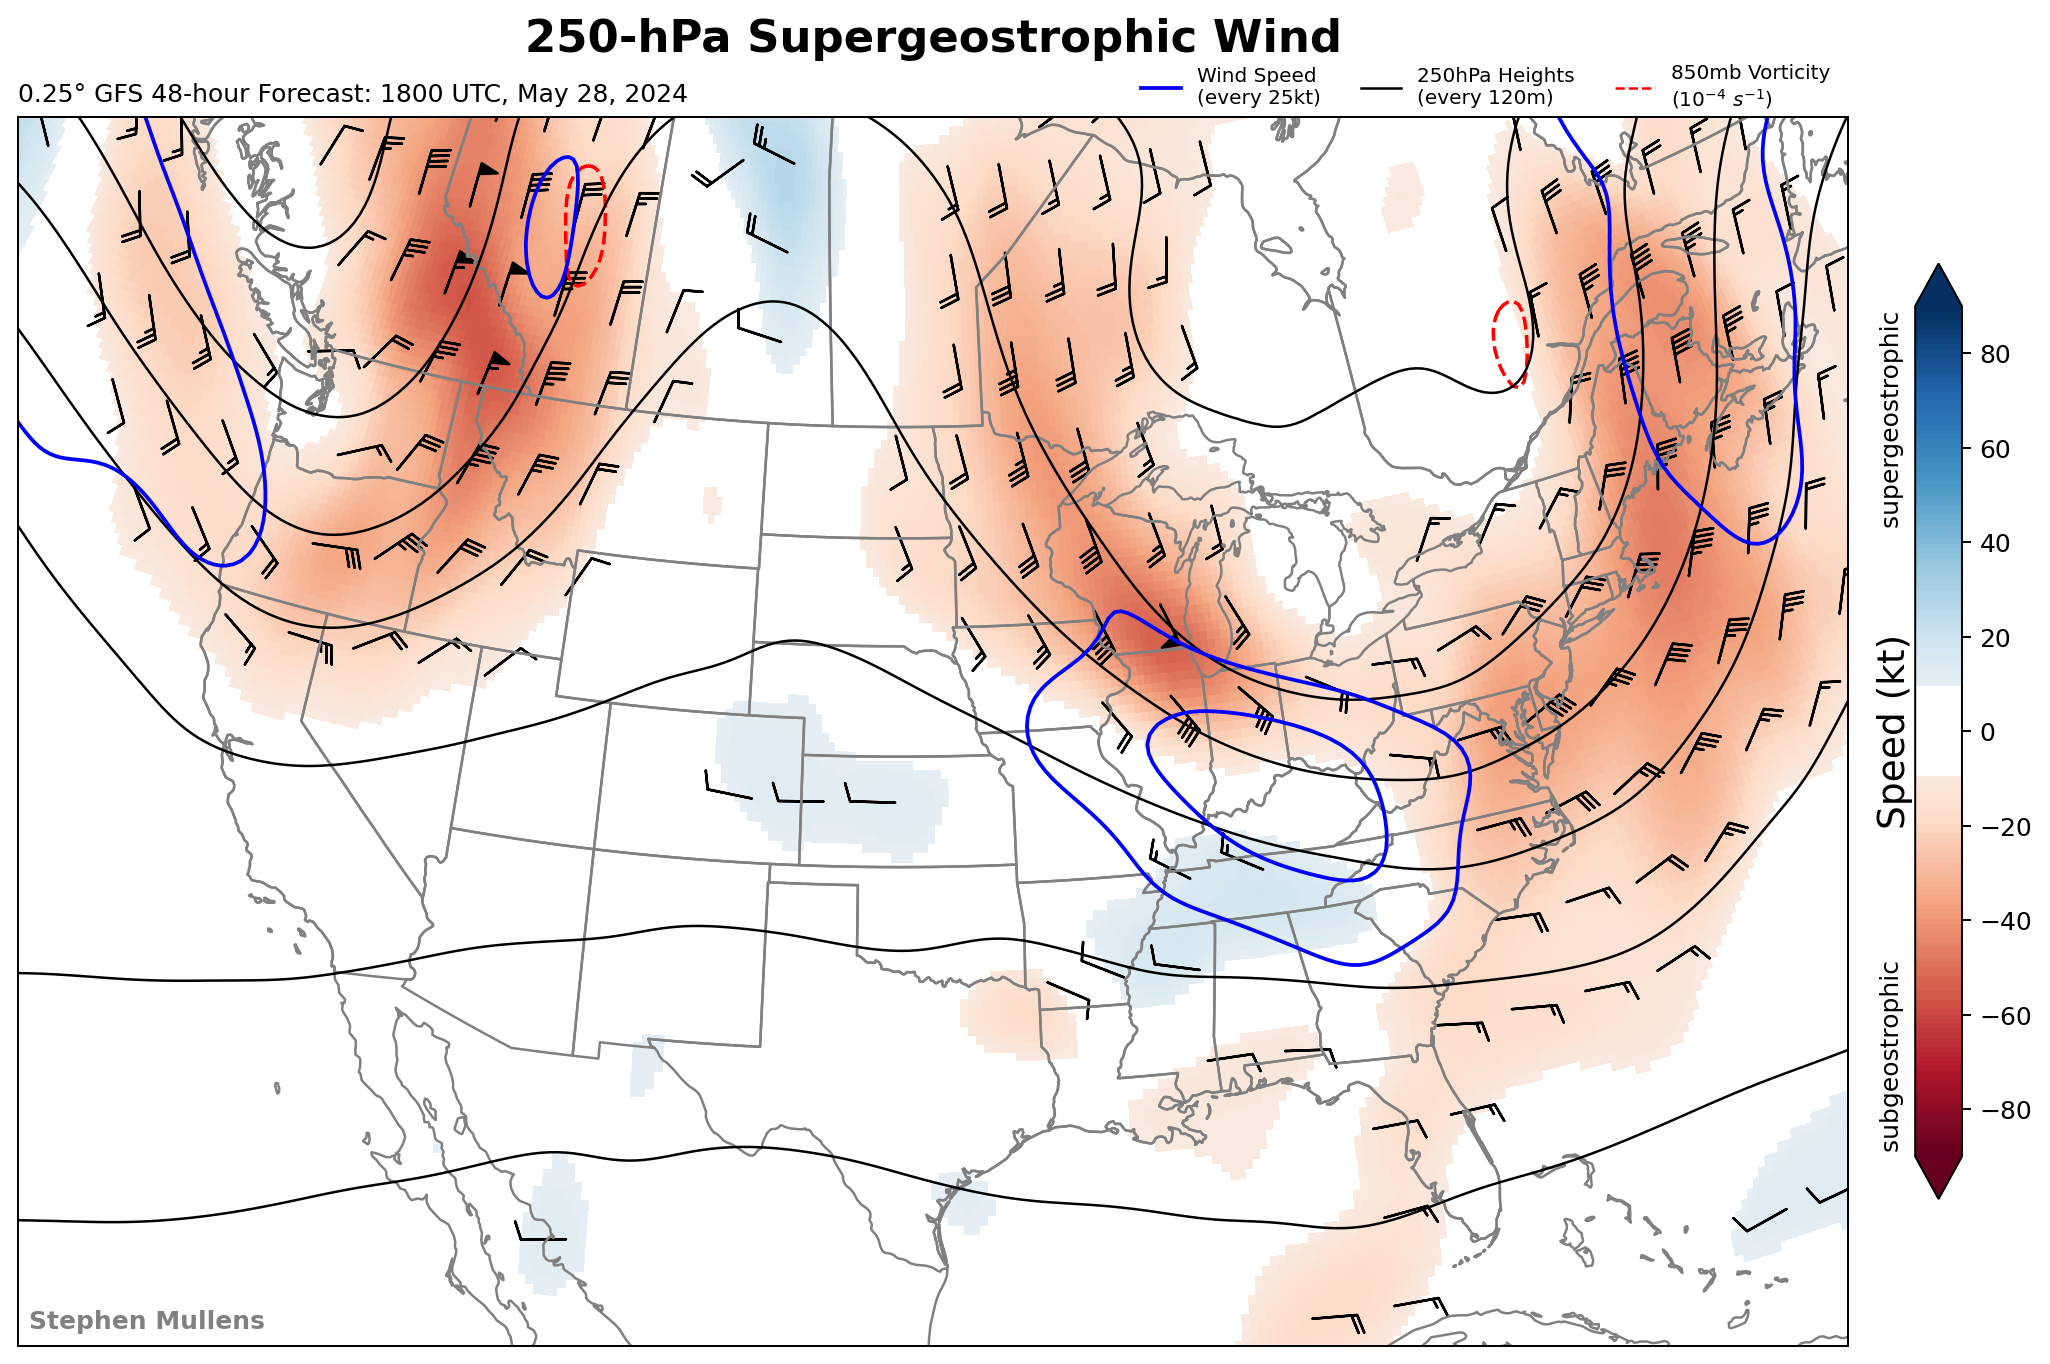 250-hPa Supergeostrophic Wind
0.25° GFS 48-hour Forecast: 1800 UTC, May 28, 2024
Wind Speed
(every 25kt)
250hPa Heights
(every 120m)
850mb Vorticity
(10⁻⁴ s⁻¹)
supergeostrophic
Speed (kt)
subgeostrophic
80
60
40
20
0
−20
−40
−60
−80
Stephen Mullens